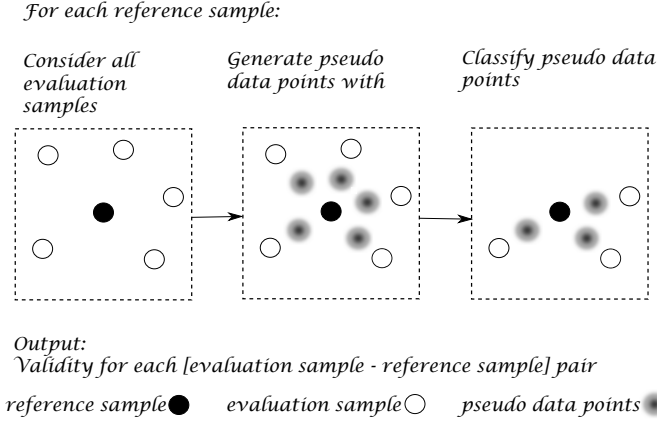 For each reference sample:
Consider all
evaluation
samples
Generate pseudo
data points with
Classify pseudo data
points
Output:
Validity for each [evaluation sample - reference sample] pair
reference sample
evaluation sample
pseudo data points